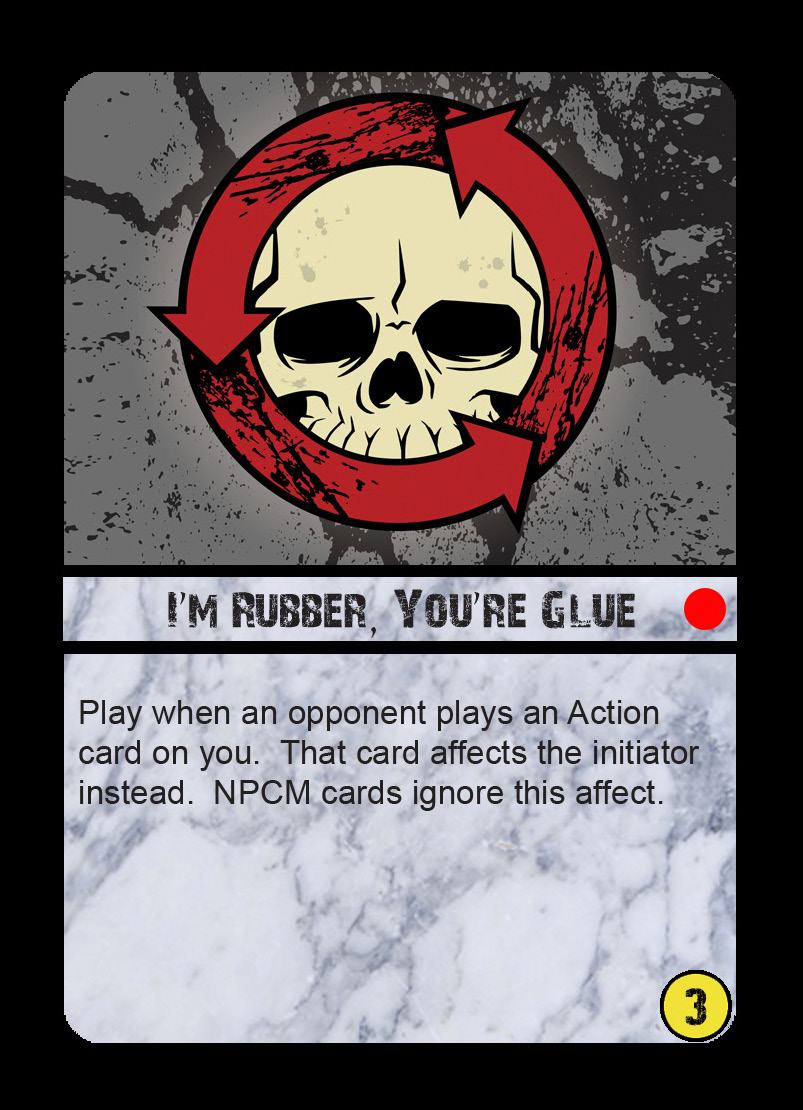 I'm Rubber, You're Glue
Play when an opponent plays an Action
card on you.  That card affects the initiator
instead.  NPCM cards ignore this affect.
3